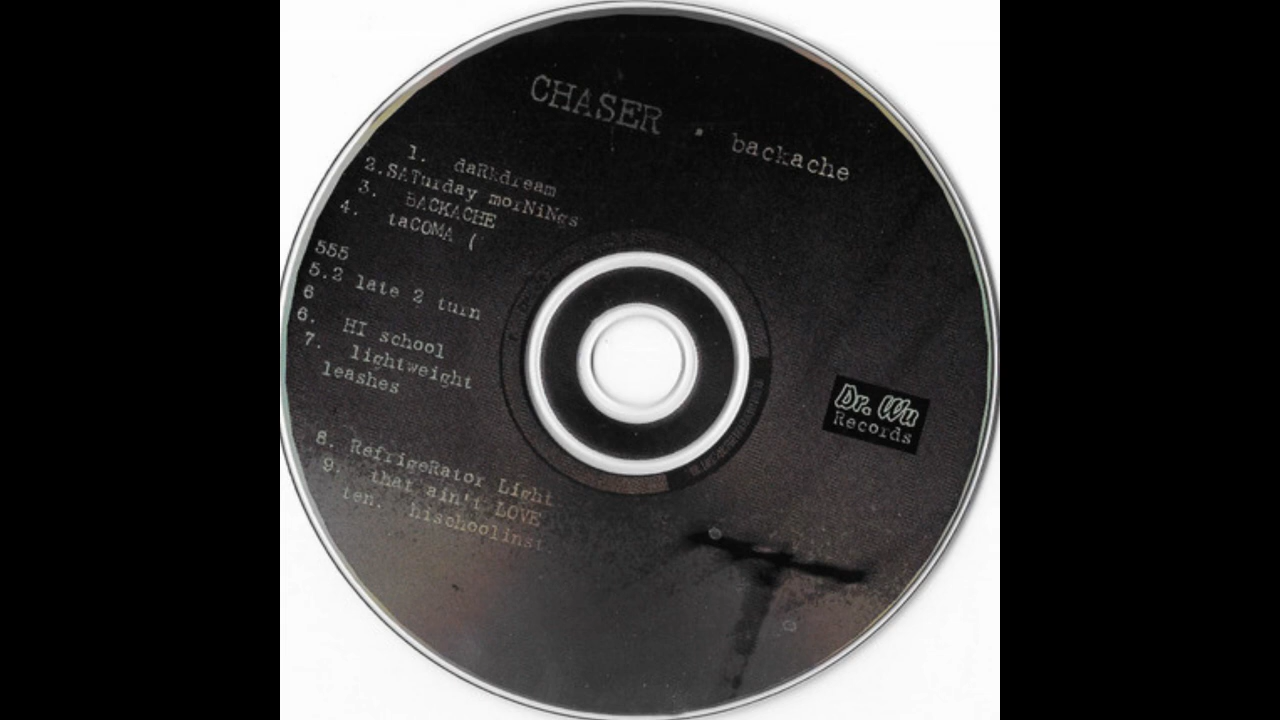 CHASER • backache
1. daRkdream
2.SATurday morNiNgs
3. BACKACHE
4. taCOMA (
555
5.2 late 2 turn
6
6. HI school
7. lightweight
leashes
8. RefrigeRator Light
9. that ain't LOVE
ten. hischoolinst
Dr. Wu
Records